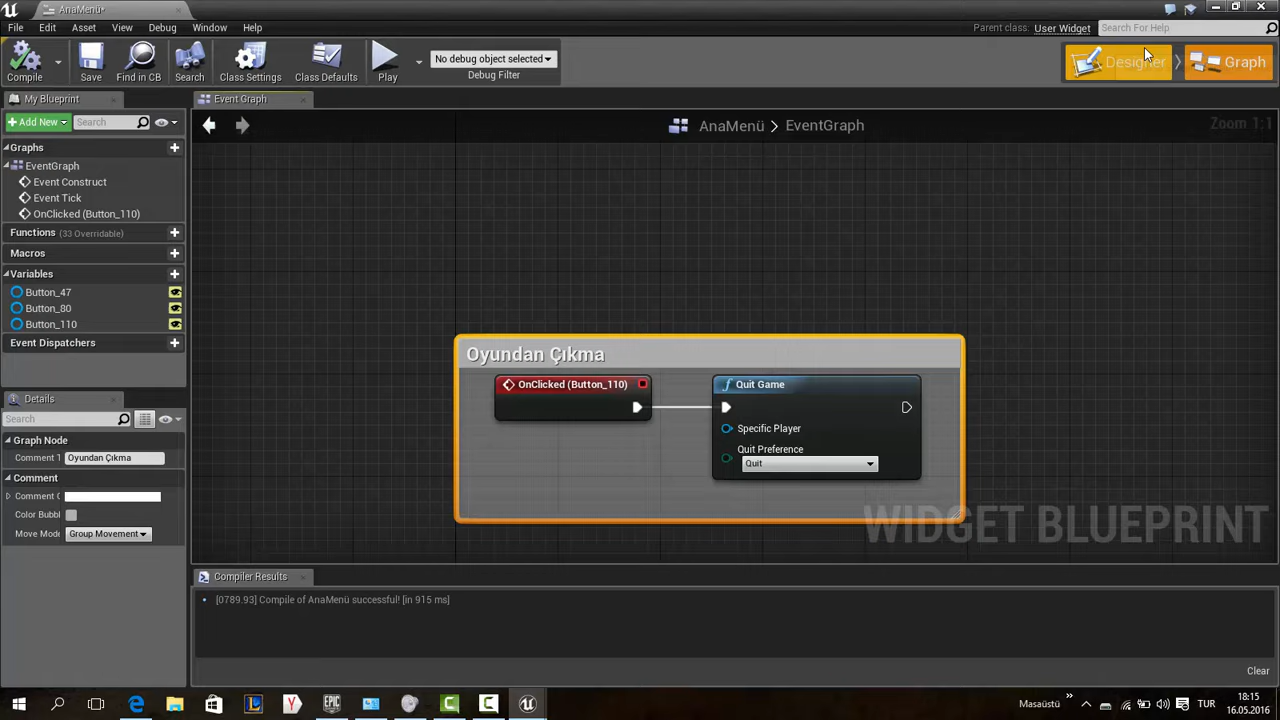 AnaMenü*
File Edit Asset View Debug Window Help
Parent class: User Widget Search For Help
Compile Save Find in CB Search Class Settings Class Defaults Play
No debug object selected
Debug Filter
Designer Graph
My Blueprint
Event Graph
Add New Search
AnaMenü > EventGraph
Zoom 1:1
Graphs
EventGraph
Event Construct
Event Tick
OnClicked (Button_110)
Functions (33 Overridable)
Macros
Variables
Button_47
Button_80
Button_110
Event Dispatchers
Oyundan Çıkma
OnClicked (Button_110)
Quit Game
Specific Player
Quit Preference
Quit
WIDGET BLUEPRINT
Details
Search
Graph Node
Comment T Oyundan Çıkma
Comment
Comment C
Color Bubbl
Move Mode Group Movement
Compiler Results
[0789.93] Compile of AnaMenü successful! [in 915 ms]
Clear
EPIC
Masaüstü
TUR
18:15
16.05.2016